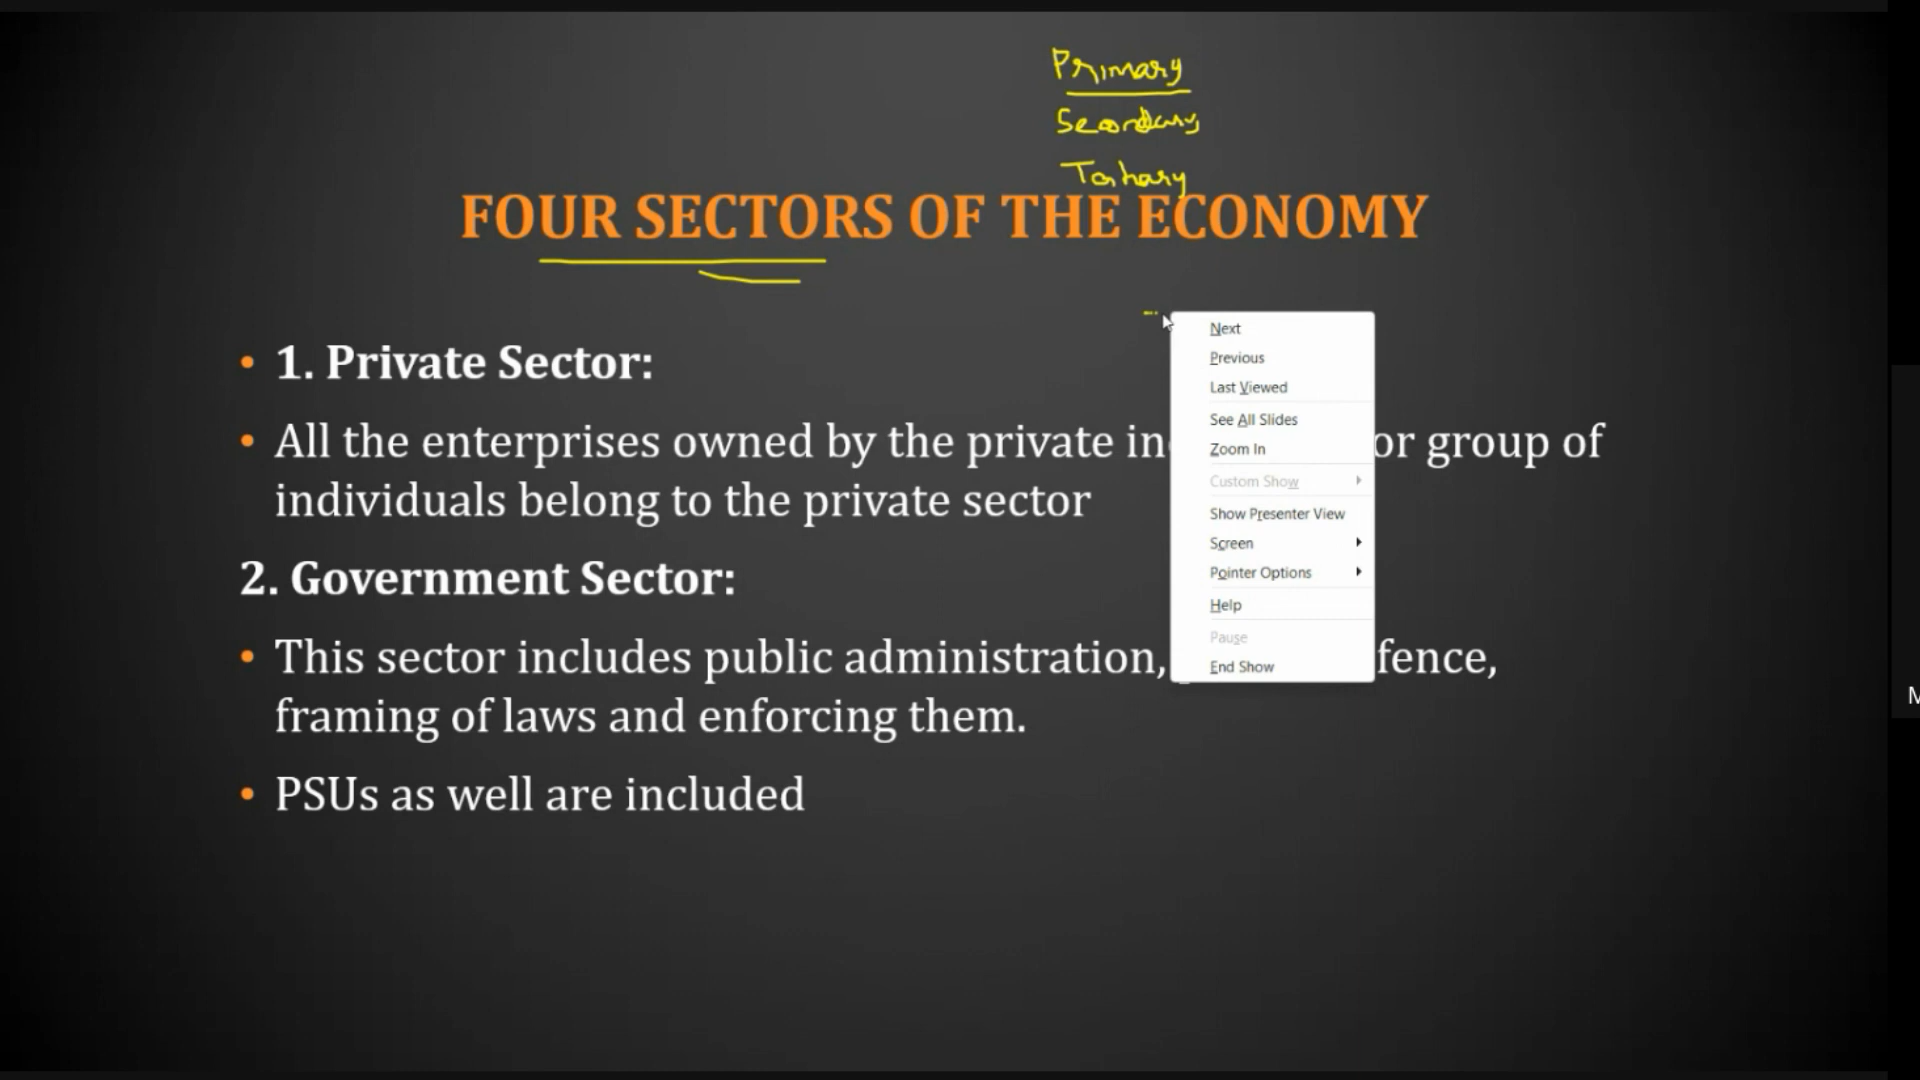 Primary
Secondary
FOUR SECTORS OF THE ECONOMY
• 1. Private Sector:
• All the enterprises owned by the private or group of
individuals belong to the private sector
2. Government Sector:
• This sector includes public administration,
framing of laws and enforcing them.
• PSUs as well are included
Next
Previous
Last Viewed
See All Slides
Zoom In
Custom Show
Show Presenter View
Screen
Pointer Options
Help
Pause
End Show
M